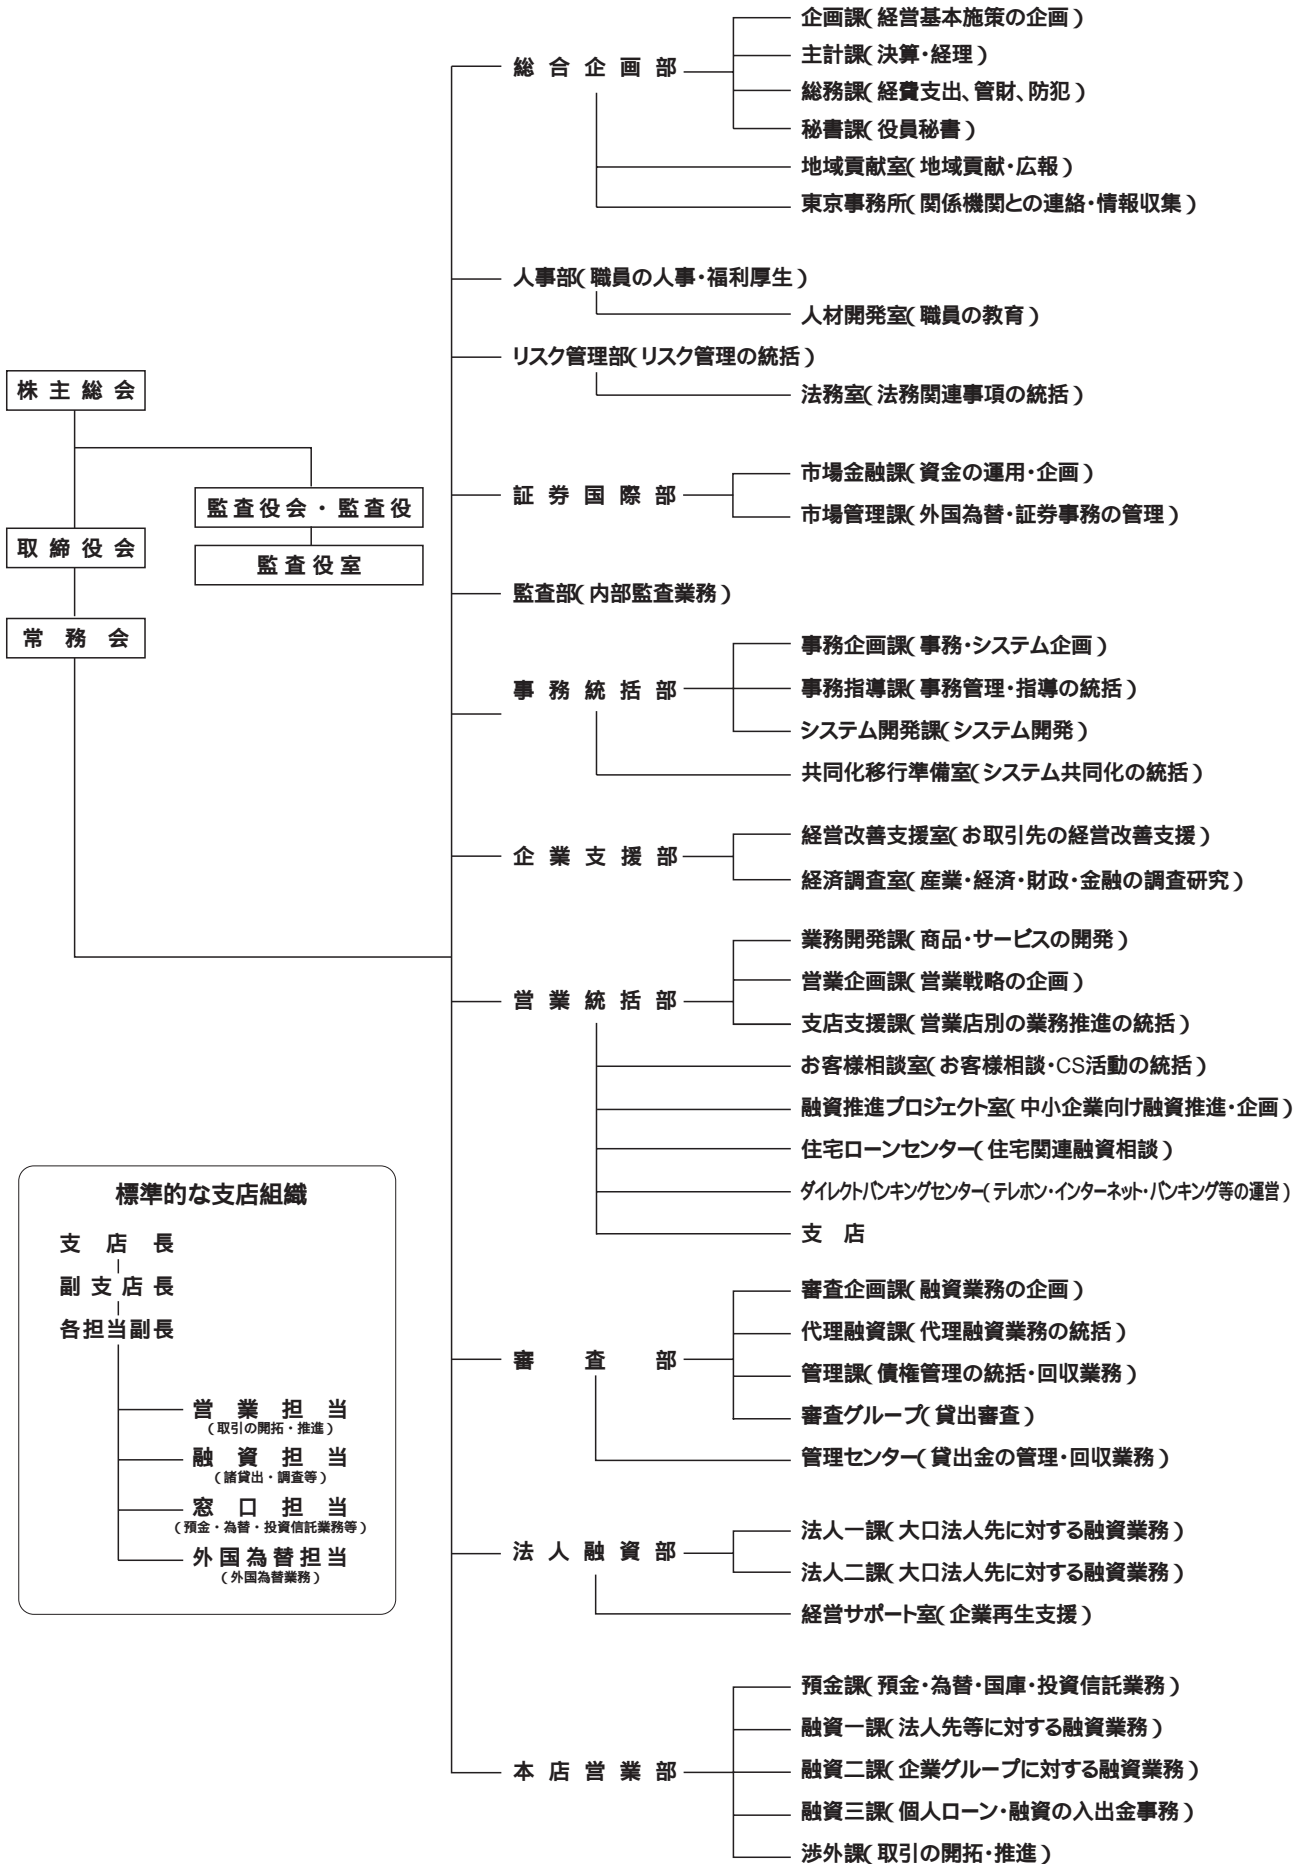 株主総会
監査役会・監査役
監査役室
取締役会
常務会
総合企画部
企画課(経営基本施策の企画)
主計課(決算・経理)
総務課(経費支出、管財、防犯)
秘書課(役員秘書)
地域貢献室(地域貢献・広報)
東京事務所(関係機関との連絡・情報収集)
人事部(職員の人事・福利厚生)
人材開発室(職員の教育)
リスク管理部(リスク管理の統括)
法務室(法務関連事項の統括)
証券国際部
市場金融課(資金の運用・企画)
市場管理課(外国為替・証券事務の管理)
監査部(内部監査業務)
事務統括部
事務企画課(事務・システム企画)
事務指導課(事務管理・指導の統括)
システム開発課(システム開発)
共同化移行準備室(システム共同化の統括)
企業支援部
経営改善支援室(お取引先の経営改善支援)
経済調査室(産業・経済・財政・金融の調査研究)
営業統括部
業務開発課(商品・サービスの開発)
営業企画課(営業戦略の企画)
支店支援課(営業店別の業務推進の統括)
お客様相談室(お客様相談・CS活動の統括)
融資推進プロジェクト室(中小企業向け融資推進・企画)
住宅ローンセンター(住宅関連融資相談)
ダイレクトバンキングセンター(テレホン・インターネット・バンキング等の運営)
支店
審査部
審査企画課(融資業務の企画)
代理融資課(代理融資業務の統括)
管理課(債権管理の統括・回収業務)
審査グループ(貸出審査)
管理センター(貸出金の管理・回収業務)
法人融資部
法人一課(大口法人先に対する融資業務)
法人二課(大口法人先に対する融資業務)
経営サポート室(企業再生支援)
本店営業部
預金課(預金・為替・国庫・投資信託業務)
融資一課(法人先等に対する融資業務)
融資二課(企業グループに対する融資業務)
融資三課(個人ローン・融資の入出金事務)
渉外課(取引の開拓・推進)
標準的な支店組織
支店長
副支店長
各担当副長
営業担当
(取引の開拓・推進)
融資担当
(諸貸出・調査等)
窓口担当
(預金・為替・投資信託業務等)
外国為替担当
(外国為替業務)